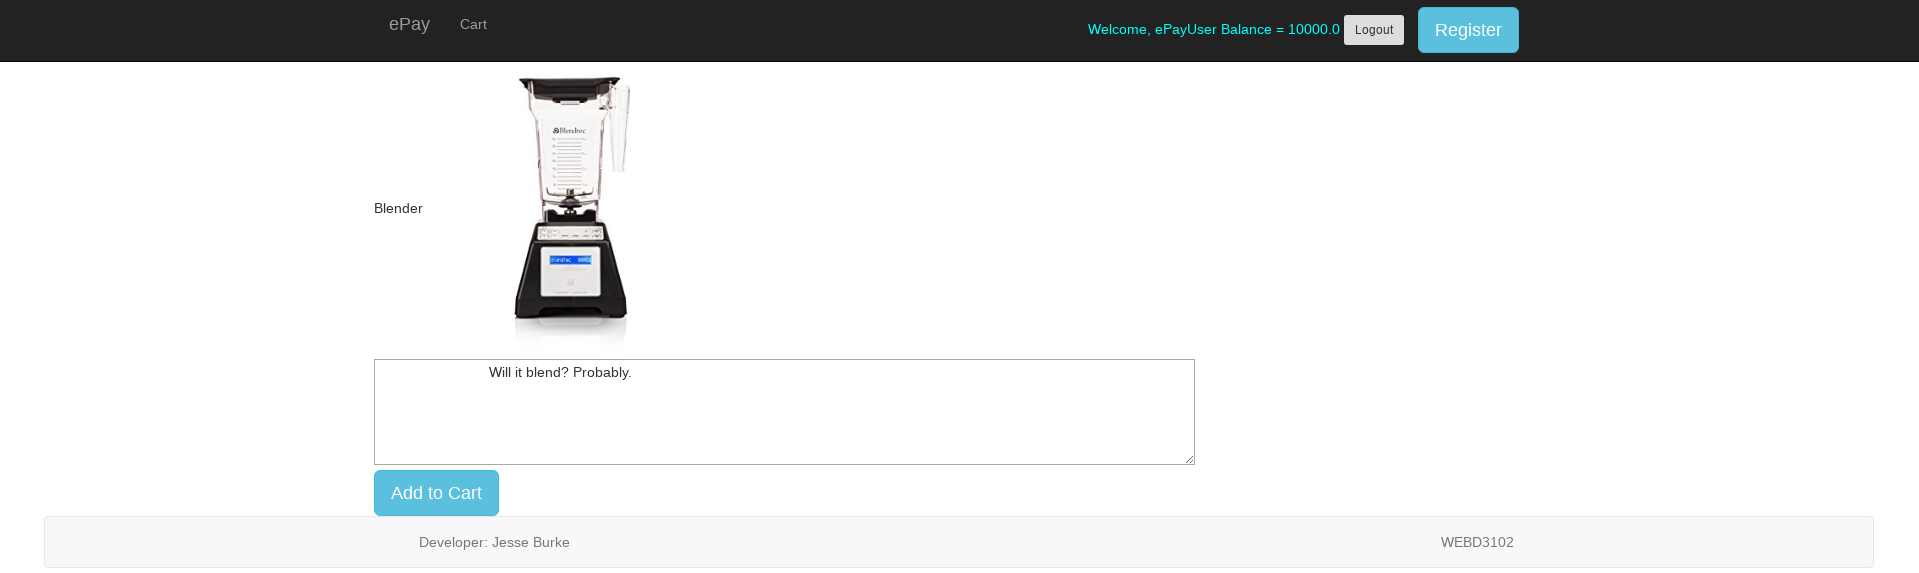 ePay Cart Welcome, ePayUser Balance = 10000.0 Logout Register
Blendtec
Blender
Will it blend? Probably.
Add to Cart
Developer: Jesse Burke WEBD3102